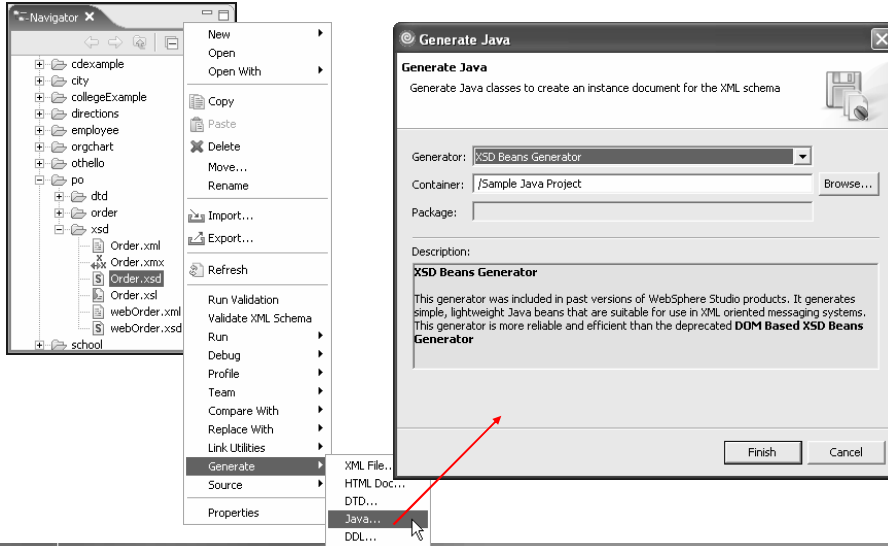 Navigator
cdexample
city
collegeExample
directions
employee
orgchart
othello
po
dtd
order
xsd
Order.xml
Order.xmx
Order.xsd
Order.xsl
webOrder.xml
webOrder.xsd
school
New
Open
Open With
Copy
Paste
Delete
Move...
Rename
Import...
Export...
Refresh
Run Validation
Validate XML Schema
Run
Debug
Profile
Team
Compare With
Replace With
Link Utilities
Generate
Source
Properties
XML File...
HTML Doc...
DTD...
Java...
DDL...
Generate Java
Generate Java
Generate Java classes to create an instance document for the XML schema
Generator: XSD Beans Generator
Container: /Sample Java Project Browse...
Package:
Description:
XSD Beans Generator
This generator was included in past versions of WebSphere Studio products. It generates
simple, lightweight Java beans that are suitable for use in XML oriented messaging systems.
This generator is more reliable and efficient than the deprecated DOM Based XSD Beans
Generator
Finish Cancel